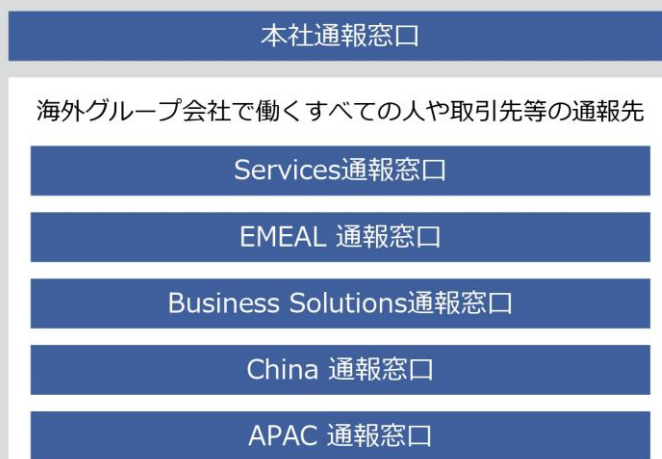 本社通報窓口
海外グループ会社で働くすべての人や取引先等の通報先
Services通報窓口
EMEAL 通報窓口
Business Solutions通報窓口
China 通報窓口
APAC 通報窓口